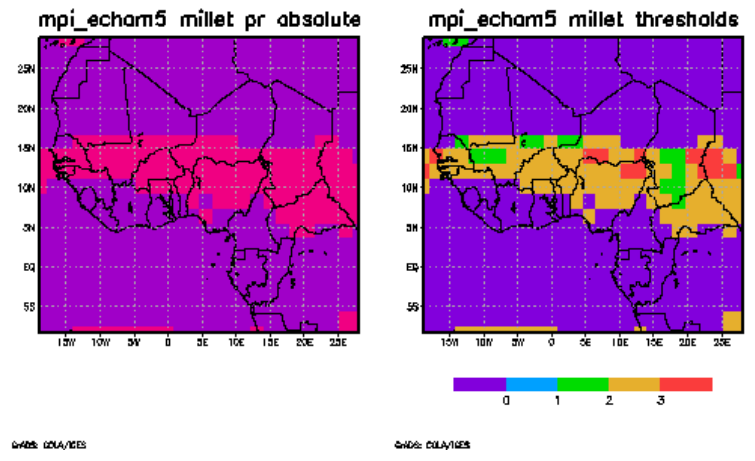 mpi_echam5 millet pr absolute
mpi_echam5 millet thresholds
25N
20N
15N
10N
5N
EQ
5S
15W 10W 5W 0 5E 10E 15E 20E 25E
25N
20N
15N
10N
5N
EQ
5S
15W 10W 5W 0 5E 10E 15E 20E 25E
0 1 2 3
GrADS: COLA/IGES
GrADS: COLA/IGES